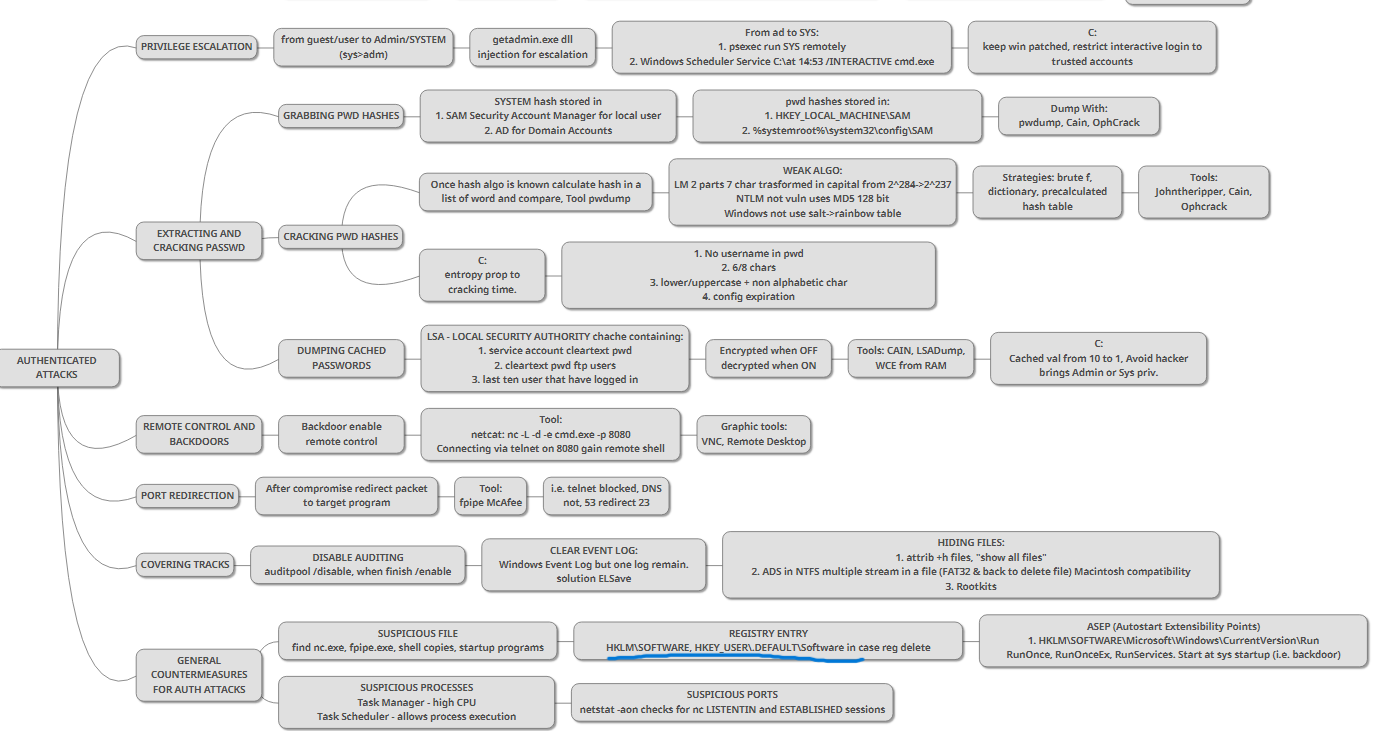 PRIVILEGE ESCALATION
from guest/user to Admin/SYSTEM
(sys>adm)
getadmin.exe dll
injection for escalation
From ad to SYS:
1. psexec run SYS remotely
2. Windows Scheduler Service C:\at 14:53 /INTERACTIVE cmd.exe
C:
keep win patched, restrict interactive login to
trusted accounts
GRABBING PWD HASHES
SYSTEM hash stored in
1. SAM Security Account Manager for local user
2. AD for Domain Accounts
pwd hashes stored in:
1. HKEY_LOCAL_MACHINE\SAM
2. %systemroot%\system32\config\SAM
Dump With:
pwdump, Cain, OphCrack
EXTRACTING AND
CRACKING PASSWD
CRACKING PWD HASHES
Once hash algo is known calculate hash in a
list of word and compare, Tool pwdump
WEAK ALGO:
LM 2 parts 7 char trasformed in capital from 2^284->2^237
NTLM not vuln uses MD5 128 bit
Windows not use salt->rainbow table
Strategies: brute f,
dictionary, precalculated
hash table
Tools:
Johntheripper, Cain,
Ophcrack
C:
entropy prop to
cracking time.
1. No username in pwd
2. 6/8 chars
3. lower/uppercase + non alphabetic char
4. config expiration
DUMPING CACHED
PASSWORDS
LSA - LOCAL SECURITY AUTHORITY chache containing:
1. service account cleartext pwd
2. cleartext pwd ftp users
3. last ten user that have logged in
Encrypted when OFF
decrypted when ON
Tools: CAIN, LSADump,
WCE from RAM
C:
Cached val from 10 to 1, Avoid hacker
brings Admin or Sys priv.
AUTHENTICATED
ATTACKS
REMOTE CONTROL AND
BACKDOORS
Backdoor enable
remote control
Tool:
netcat: nc -L -d -e cmd.exe -p 8080
Connecting via telnet on 8080 gain remote shell
Graphic tools:
VNC, Remote Desktop
PORT REDIRECTION
After compromise redirect packet
to target program
Tool:
fpipe McAfee
i.e. telnet blocked, DNS
not, 53 redirect 23
COVERING TRACKS
DISABLE AUDITING
auditpool /disable, when finish /enable
CLEAR EVENT LOG:
Windows Event Log but one log remain.
solution ELSave
HIDING FILES:
1. attrib +h files, "show all files"
2. ADS in NTFS multiple stream in a file (FAT32 & back to delete file) Macintosh compatibility
3. Rootkits
GENERAL
COUNTERMEASURES
FOR AUTH ATTACKS
SUSPICIOUS FILE
find nc.exe, fpipe.exe, shell copies, startup programs
REGISTRY ENTRY
HKLM\SOFTWARE, HKEY_USER\.DEFAULT\Software in case reg delete
ASEP (Autostart Extensibility Points)
1. HKLM\SOFTWARE\Microsoft\Windows\CurrentVersion\Run
RunOnce, RunOnceEx, RunServices. Start at sys startup (i.e. backdoor)
SUSPICIOUS PROCESSES
Task Manager - high CPU
Task Scheduler - allows process execution
SUSPICIOUS PORTS
netstat -aon checks for nc LISTENTIN and ESTABLISHED sessions